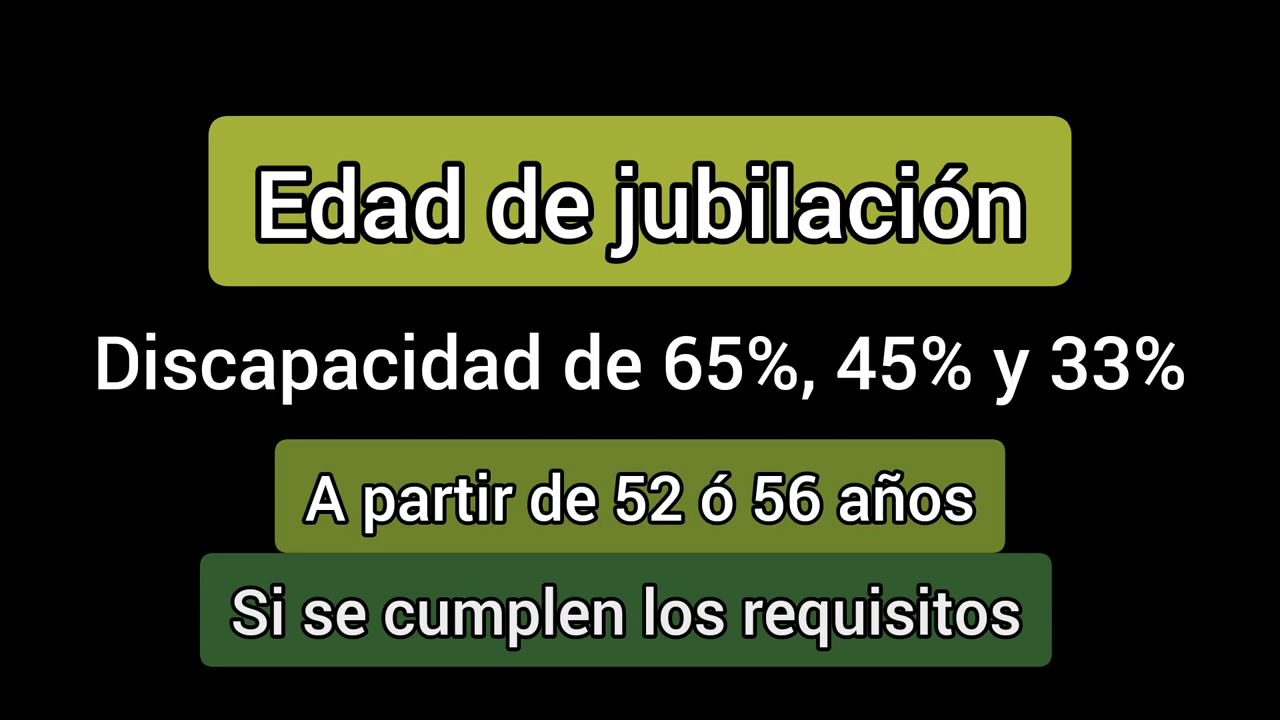 Edad de jubilación
Discapacidad de 65%, 45% y 33%
A partir de 52 ó 56 años
Si se cumplen los requisitos